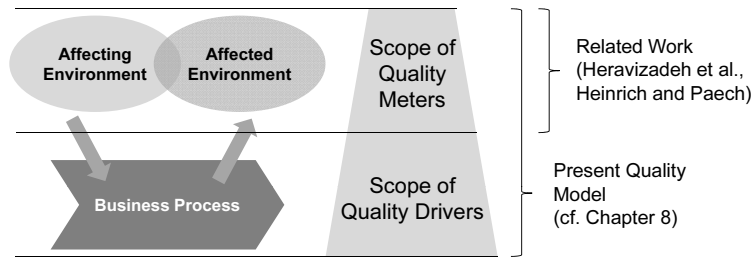 Affecting
Environment
Affected
Environment
Scope of
Quality
Meters
Related Work
(Heravizadeh et al.,
Heinrich and Paech)
Business Process
Scope of
Quality Drivers
Present Quality
Model
(cf. Chapter 8)